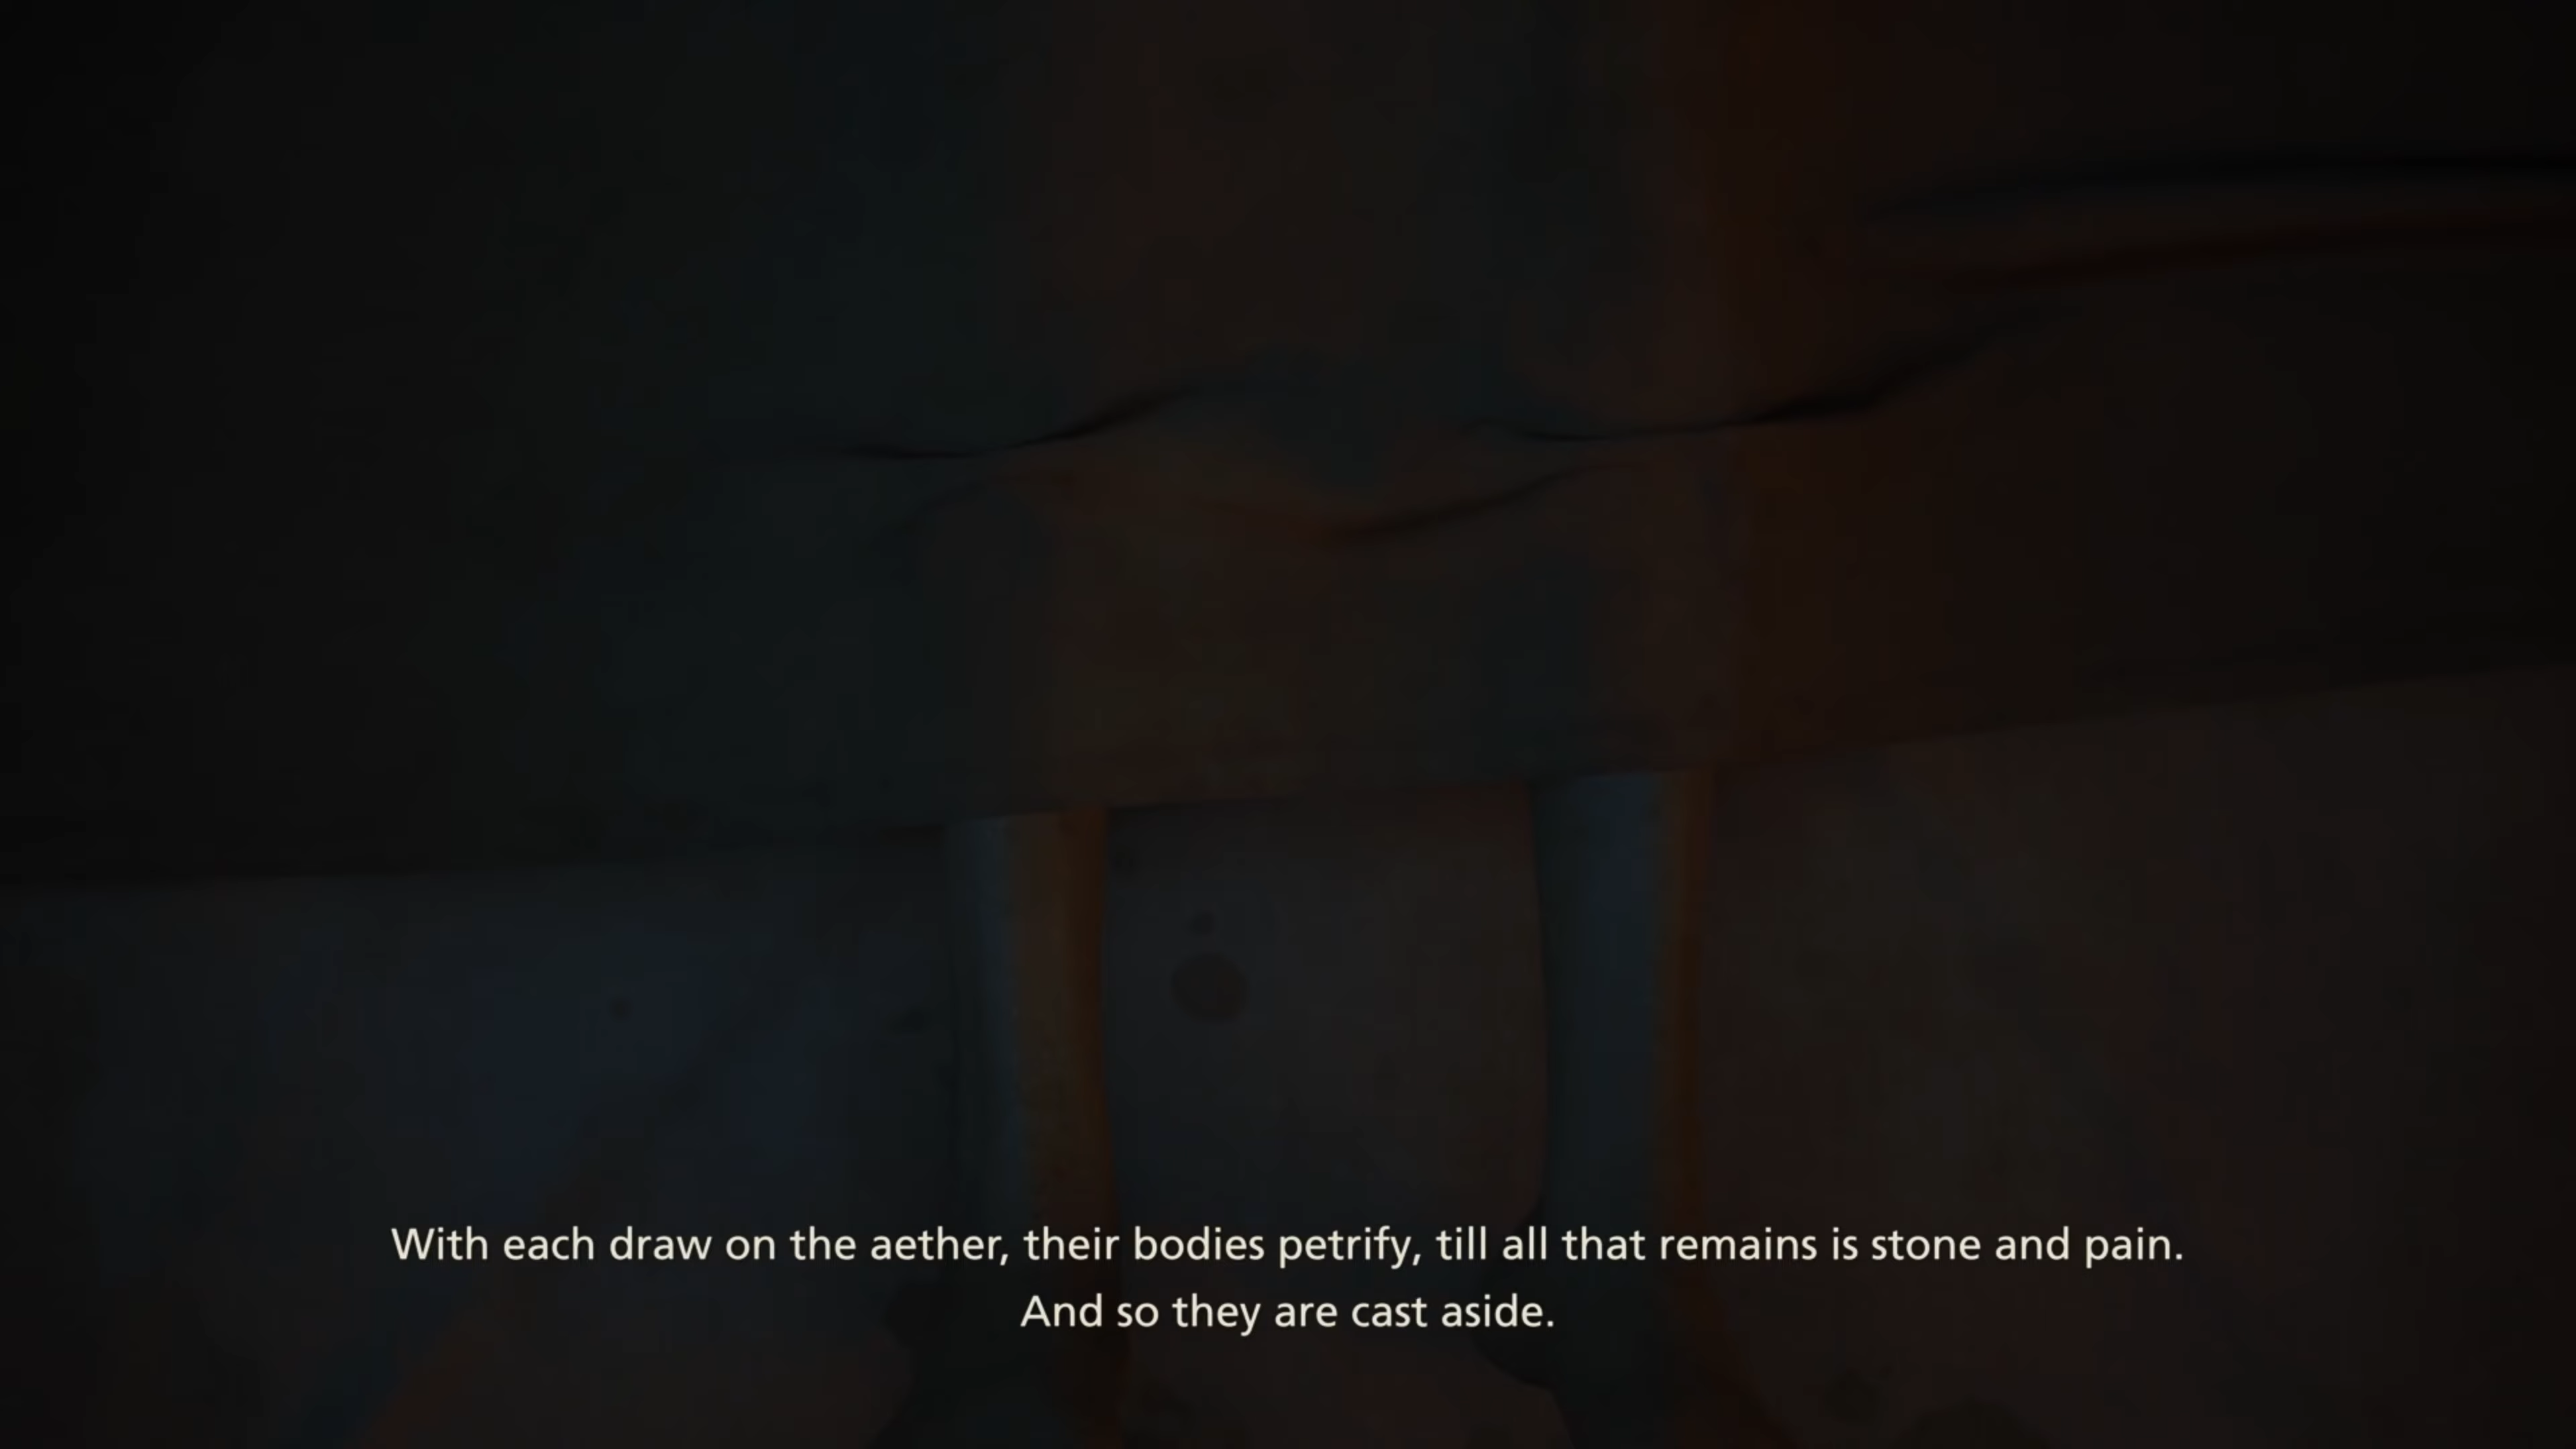 With each draw on the aether, their bodies petrify, till all that remains is stone and pain.
And so they are cast aside.